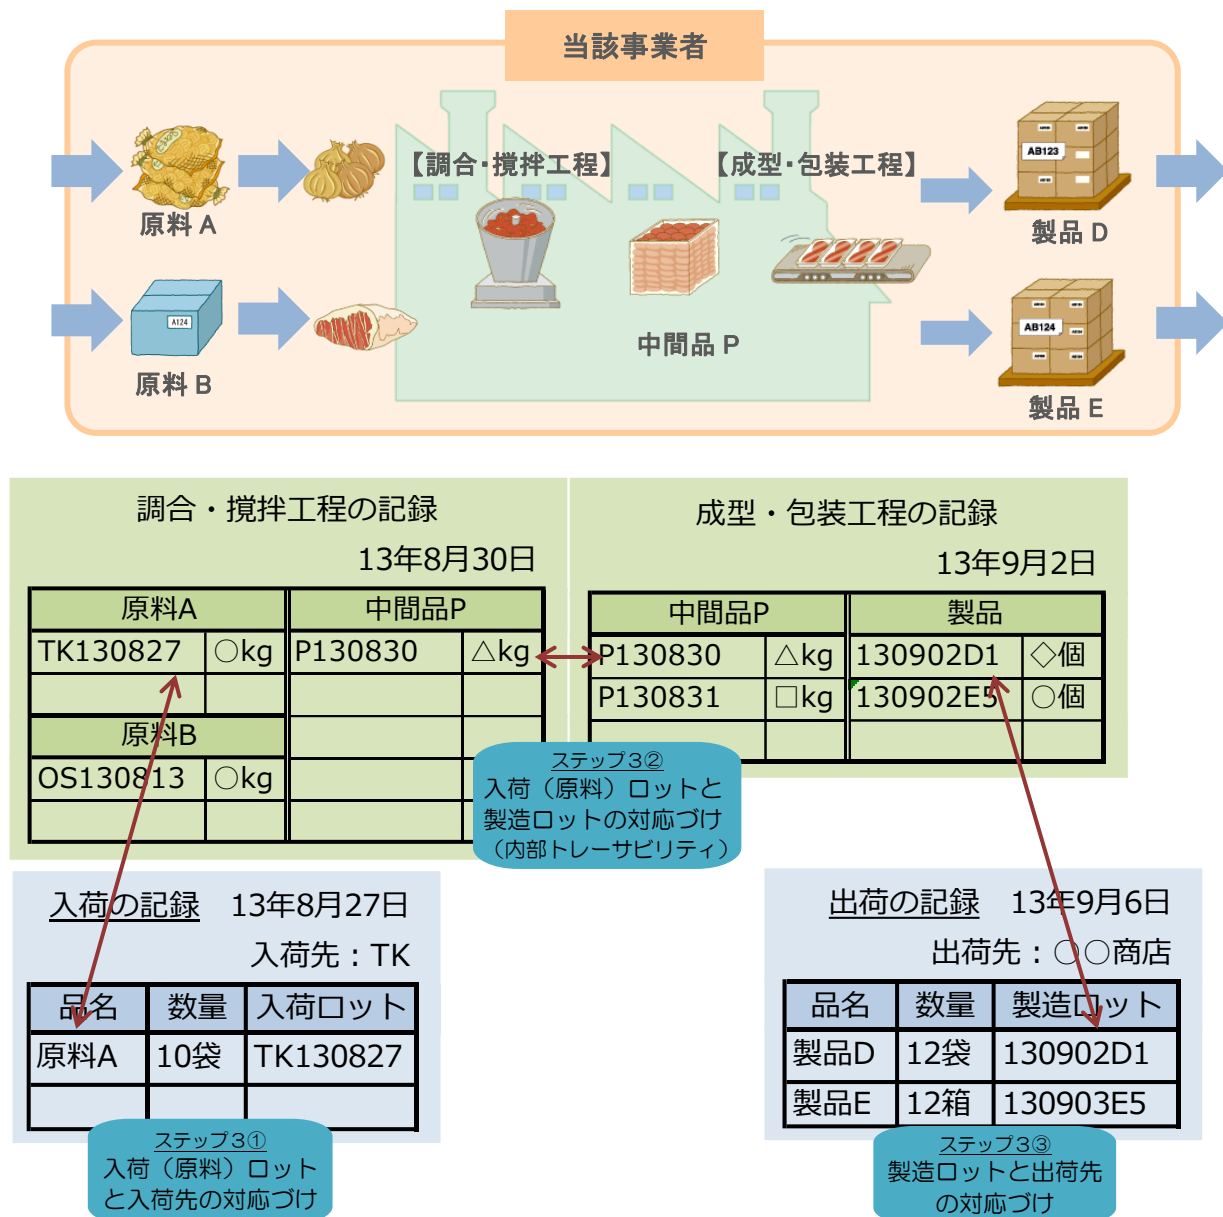 当該事業者
【調合・攪拌工程】
【成型・包装工程】
原料 A
A124
原料 B
中間品 P
AB123
製品 D
AB124
製品 E
調合・攪拌工程の記録
13年8月30日
原料A 中間品P
TK130827 ○kg P130830 △kg
原料B
OS130813 ○kg
成型・包装工程の記録
13年9月2日
中間品P 製品
P130830 △kg 130902D1 ◇個
P130831 □kg 130902E5 ○個
ステップ3②
入荷（原料）ロットと
製造ロットの対応づけ
（内部トレーサビリティ）
入荷の記録 13年8月27日
入荷先：TK
品名 数量 入荷ロット
原料A 10袋 TK130827
ステップ3①
入荷（原料）ロット
と入荷先の対応づけ
出荷の記録 13年9月6日
出荷先：○○商店
品名 数量 製造ロット
製品D 12袋 130902D1
製品E 12箱 130903E5
ステップ3③
製造ロットと出荷先
の対応づけ